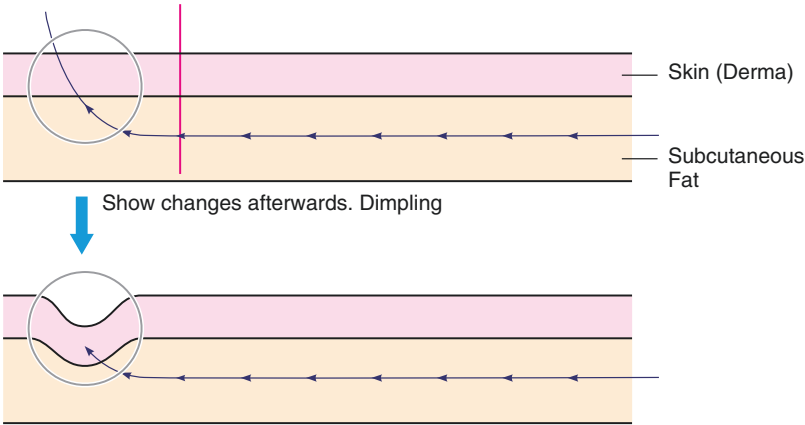 Skin (Derma)
Subcutaneous
Fat
Show changes afterwards. Dimpling